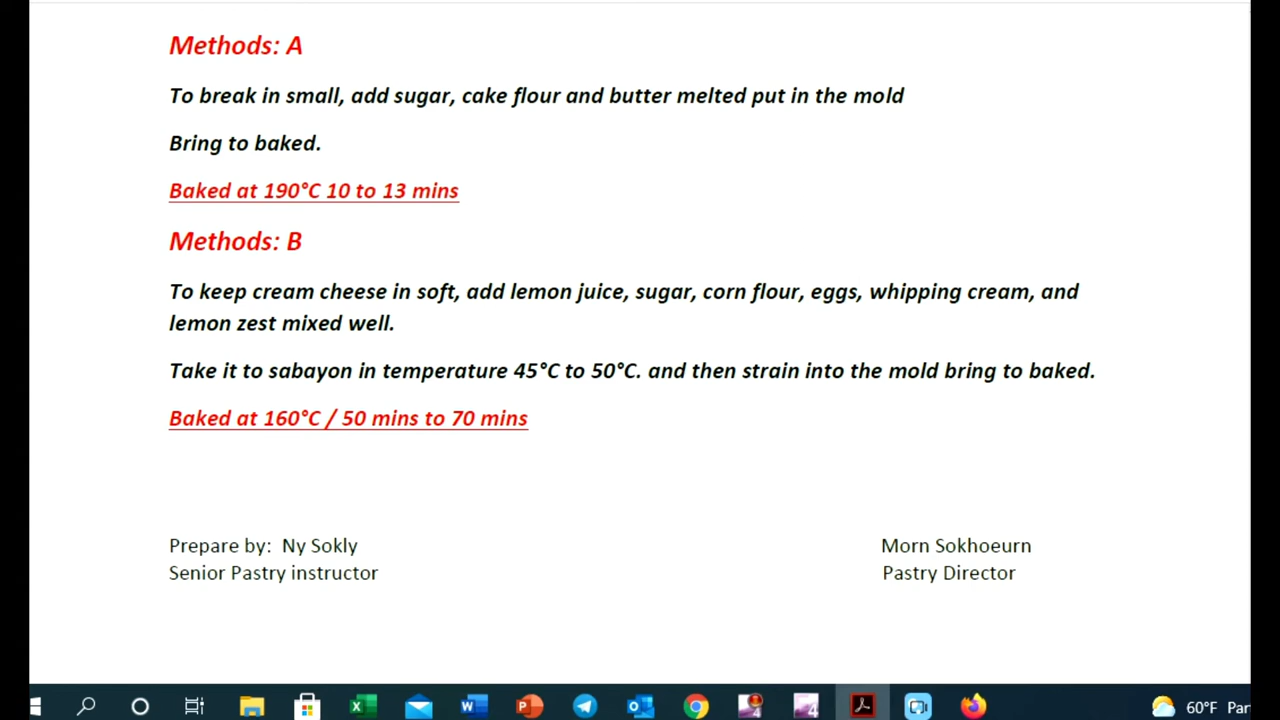 Methods: A
To break in small, add sugar, cake flour and butter melted put in the mold
Bring to baked.
Baked at 190°C 10 to 13 mins
Methods: B
To keep cream cheese in soft, add lemon juice, sugar, corn flour, eggs, whipping cream, and
lemon zest mixed well.
Take it to sabayon in temperature 45°C to 50°C. and then strain into the mold bring to baked.
Baked at 160°C / 50 mins to 70 mins
Prepare by:  Ny Sokly
Morn Sokhoeurn
Senior Pastry instructor
Pastry Director
60°F Par